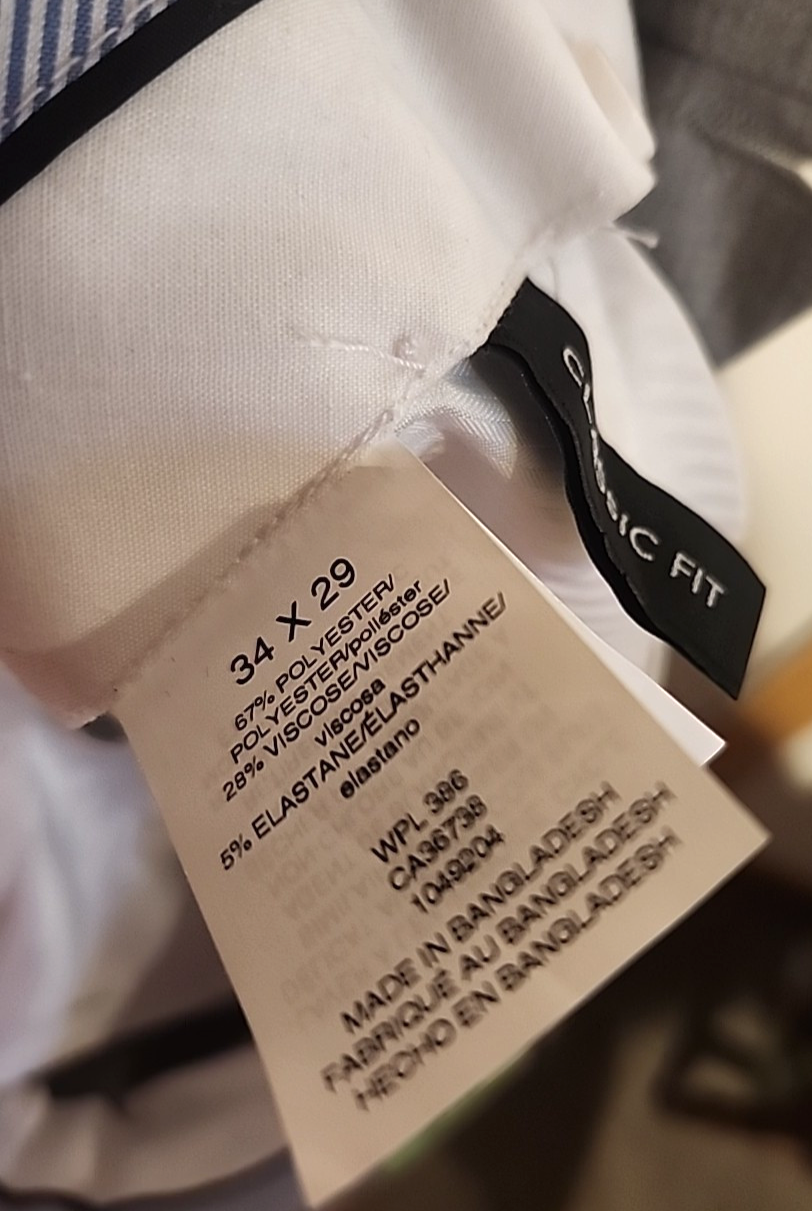 34 X 29
67% POLYESTER/
POLYESTER/poliéster
28% VISCOSE/VISCOSE/
viscosa
5% ELASTANE/ÉLASTHANNE/
elastano
WPL 386
CA36738
1049204
MADE IN BANGLADESH
FABRIQUÉ AU BANGLADESH
HECHO EN BANGLADESH
CLASSIC FIT